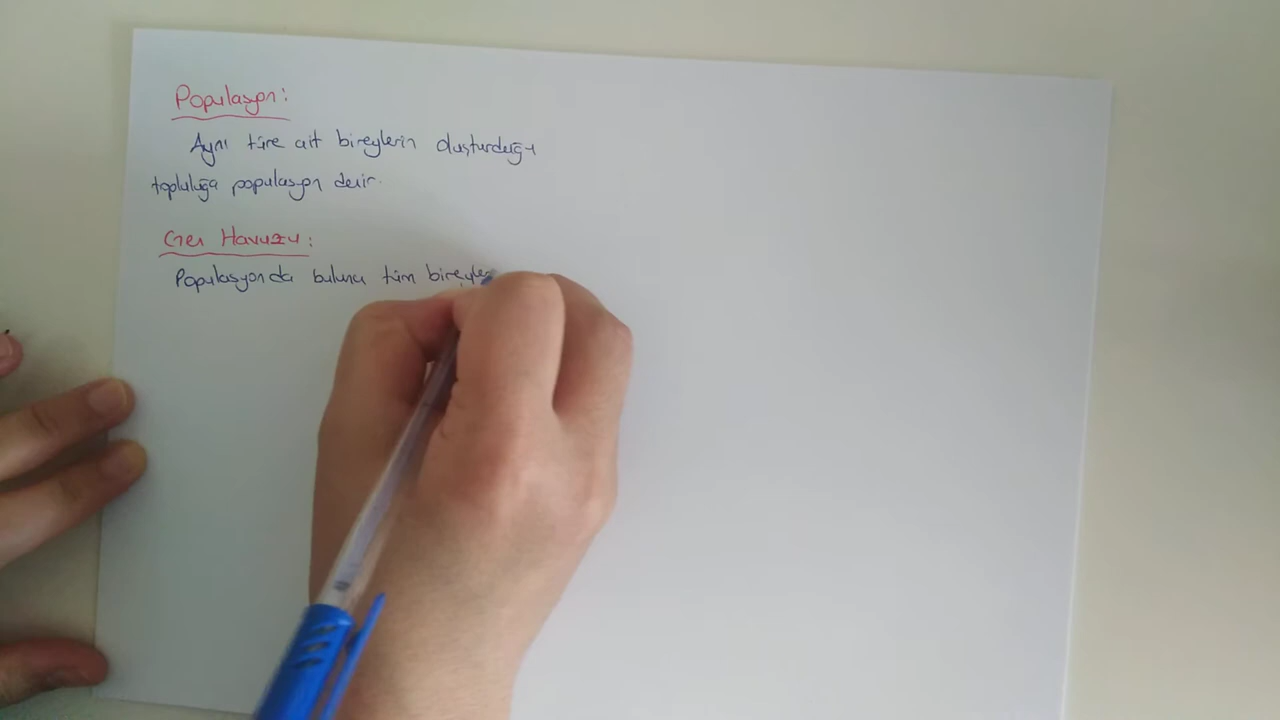 Populasyon:
Aynı türe ait bireylerin oluşturduğu
topluluğa populasyon denir.
Gen Havuzu:
Populasyonda bulunan tüm bireyler